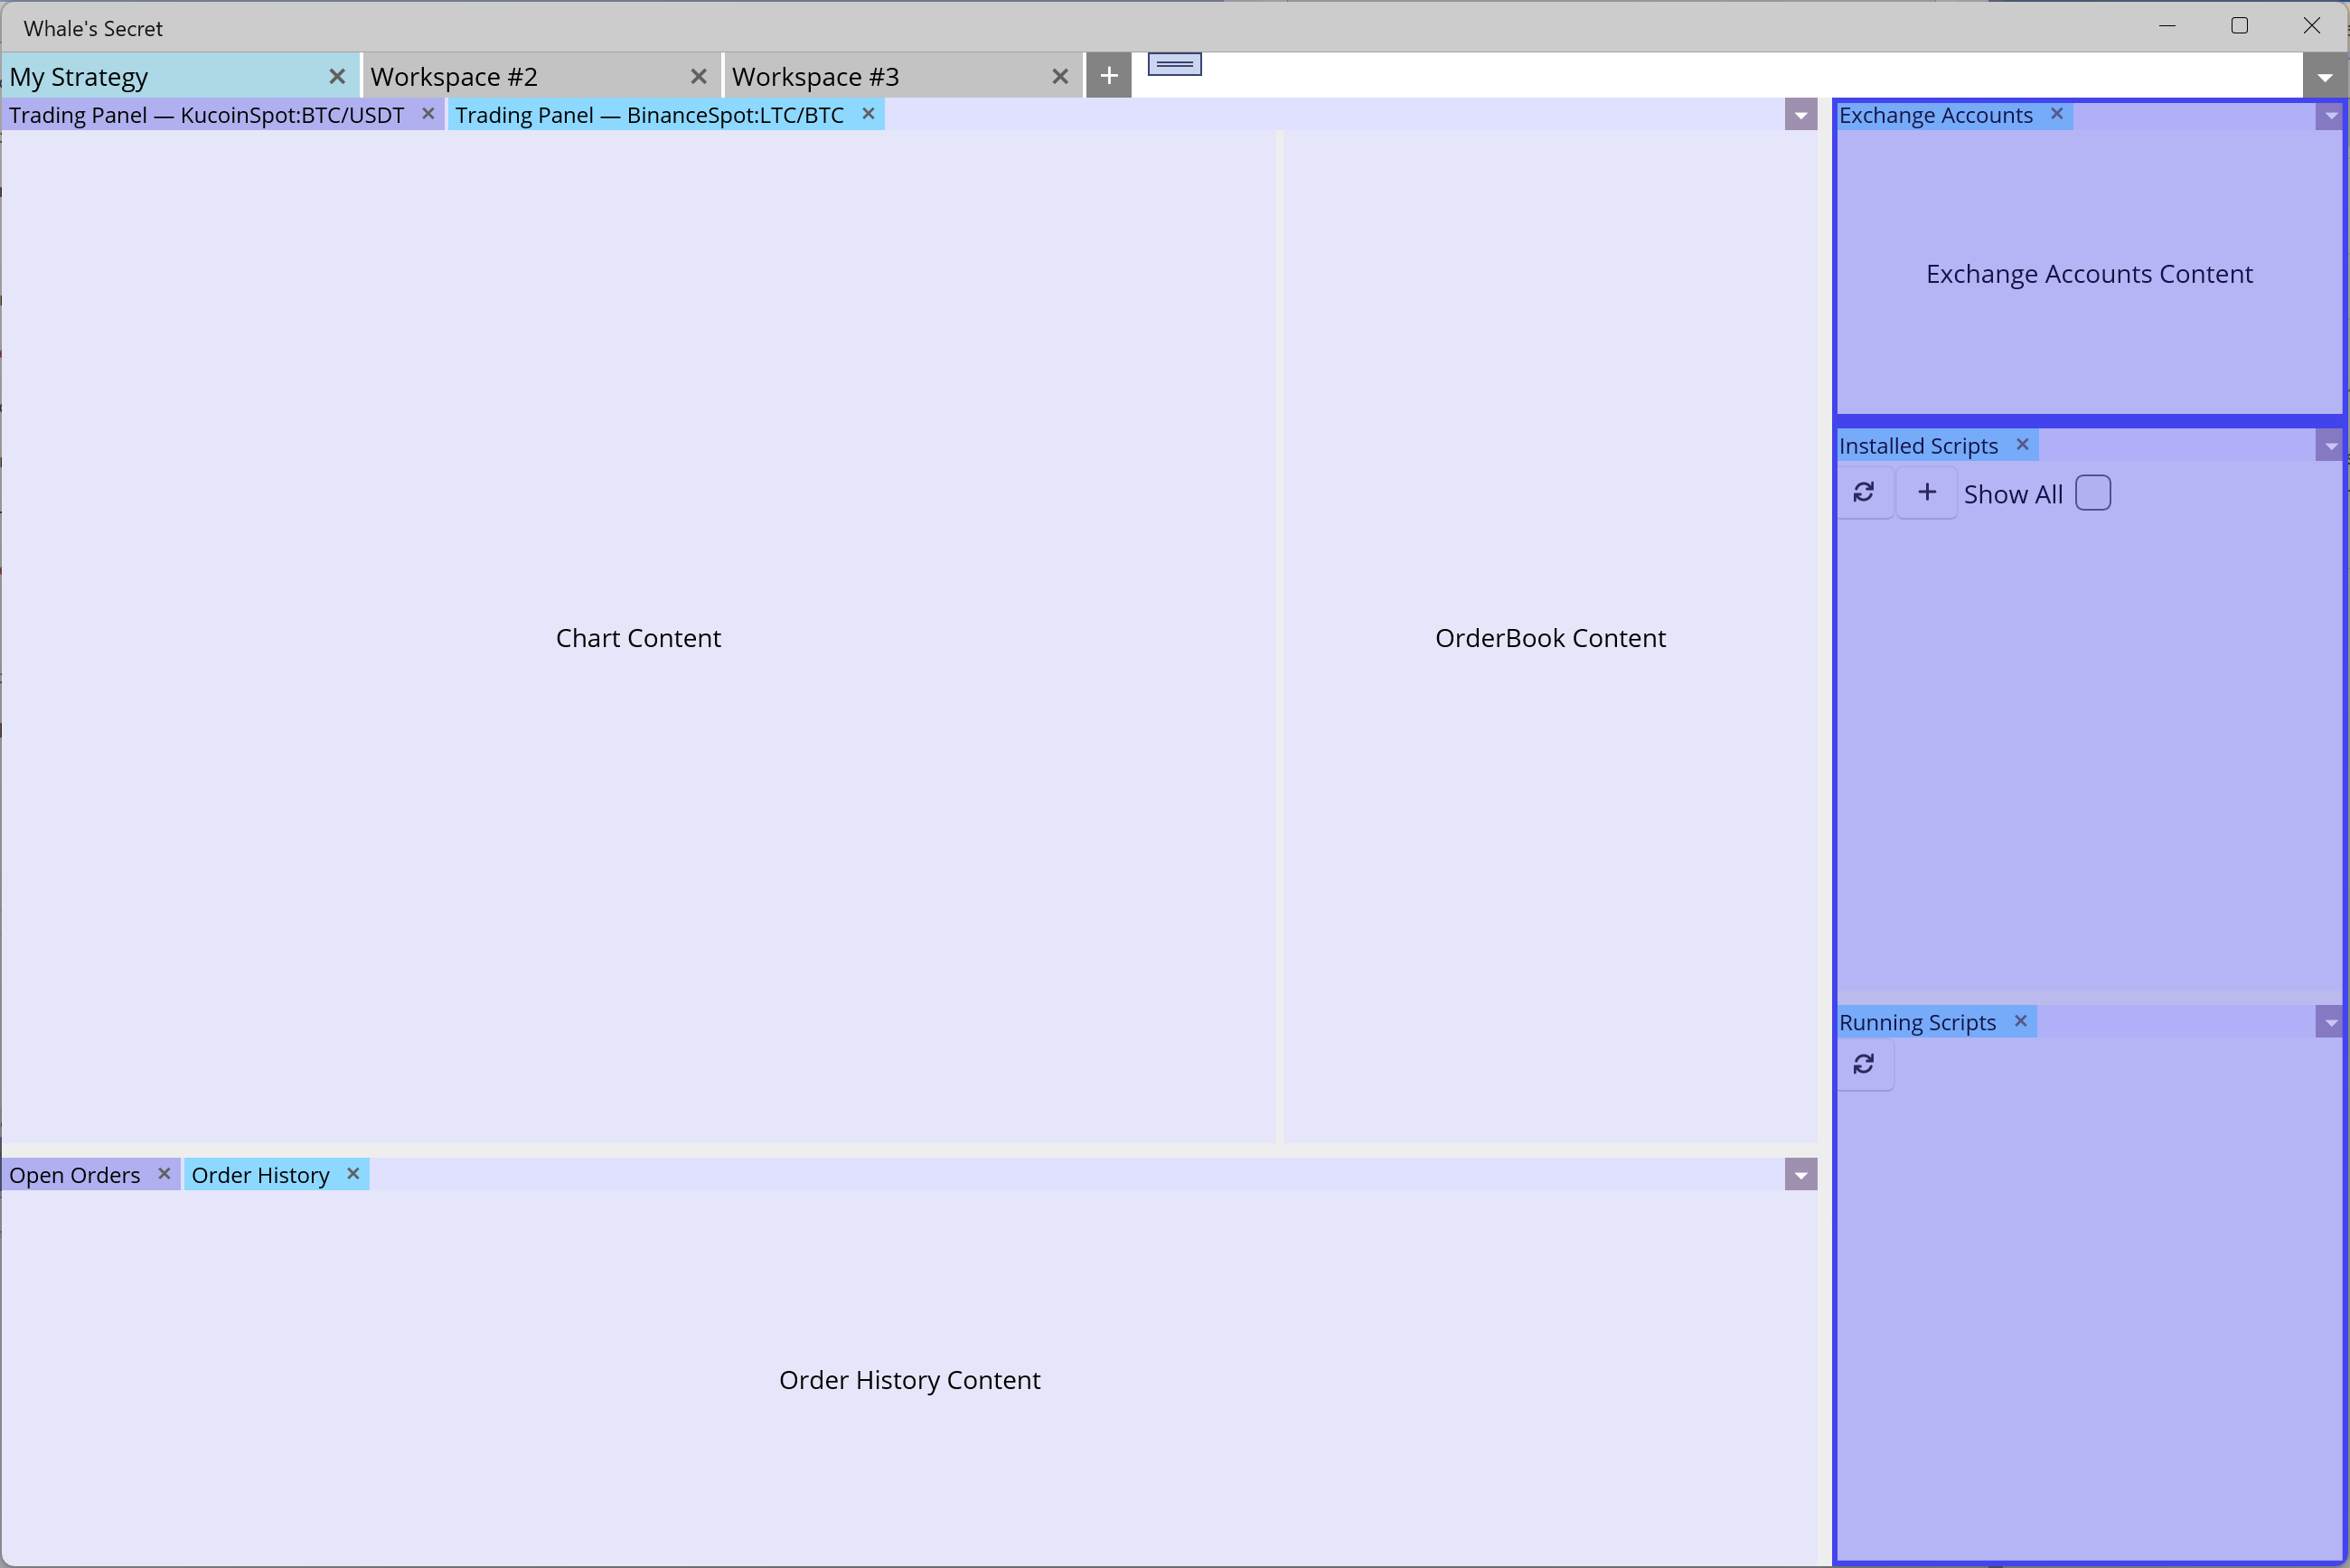 Whale's Secret
My Strategy
Workspace #2
Workspace #3
Trading Panel — KucoinSpot:BTC/USDT
Trading Panel — BinanceSpot:LTC/BTC
Exchange Accounts
Exchange Accounts Content
Installed Scripts
Show All
Chart Content
OrderBook Content
Running Scripts
Open Orders
Order History
Order History Content